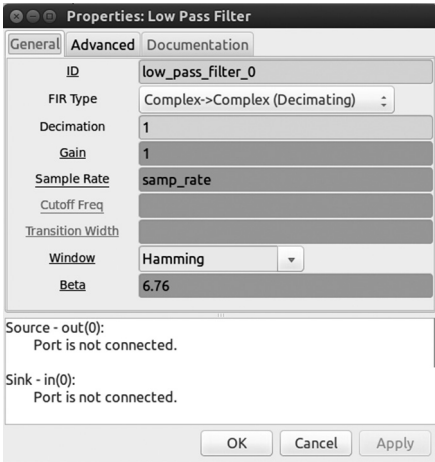 Properties: Low Pass Filter
General Advanced Documentation
ID low_pass_filter_0
FIR Type Complex->Complex (Decimating)
Decimation 1
Gain 1
Sample Rate samp_rate
Cutoff Freq
Transition Width
Window Hamming
Beta 6.76
Source - out(0):
Port is not connected.
Sink - in(0):
Port is not connected.
OK Cancel Apply